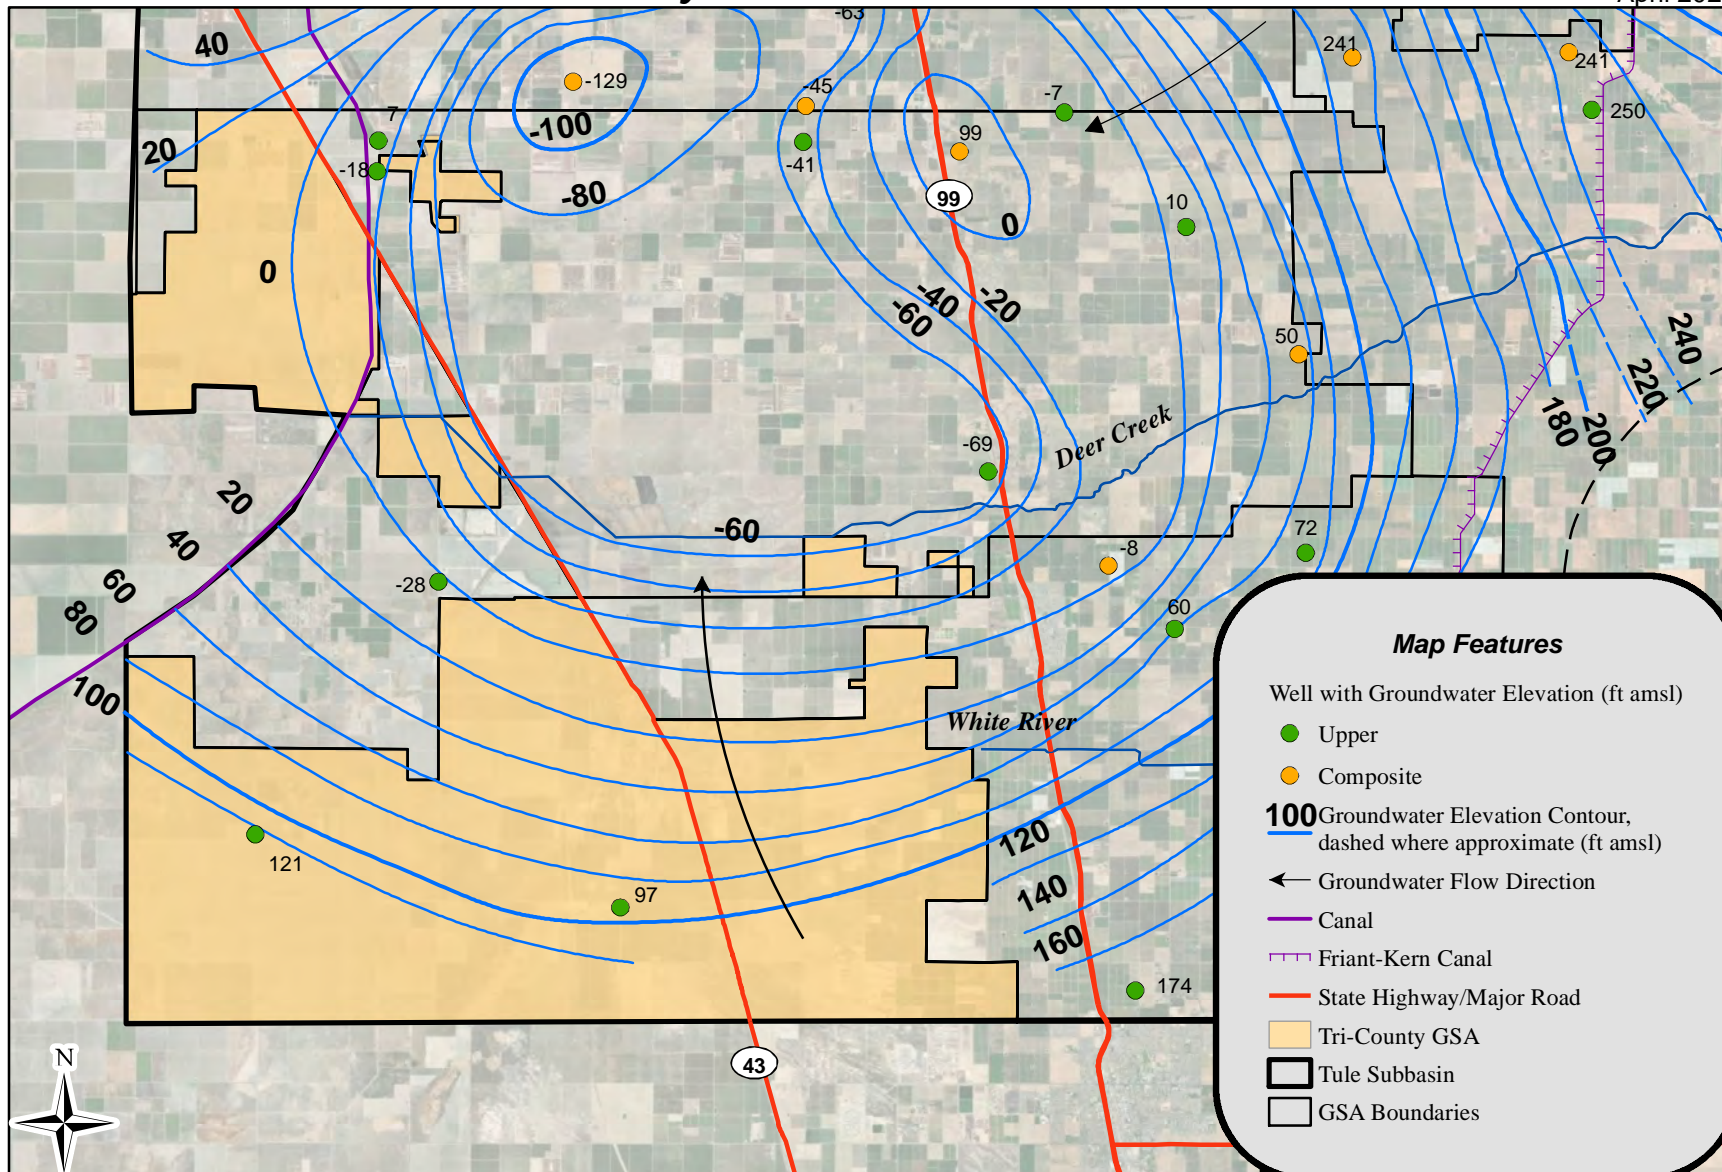 40
-63
241
241
-129
-45
-7
250
7
-100
99
20
-41
-18
-80
99
10
0
0
-40
-20
-60
240
50
220
180
200
Deer Creek
-69
20
-60
40
72
-8
60
-28
60
80
Map Features
100
Well with Groundwater Elevation (ft amsl)
White River
Upper
Composite
100 Groundwater Elevation Contour,
dashed where approximate (ft amsl)
120
121
Groundwater Flow Direction
140
97
Canal
160
Friant-Kern Canal
174
State Highway/Major Road
Tri-County GSA
N
43
Tule Subbasin
GSA Boundaries